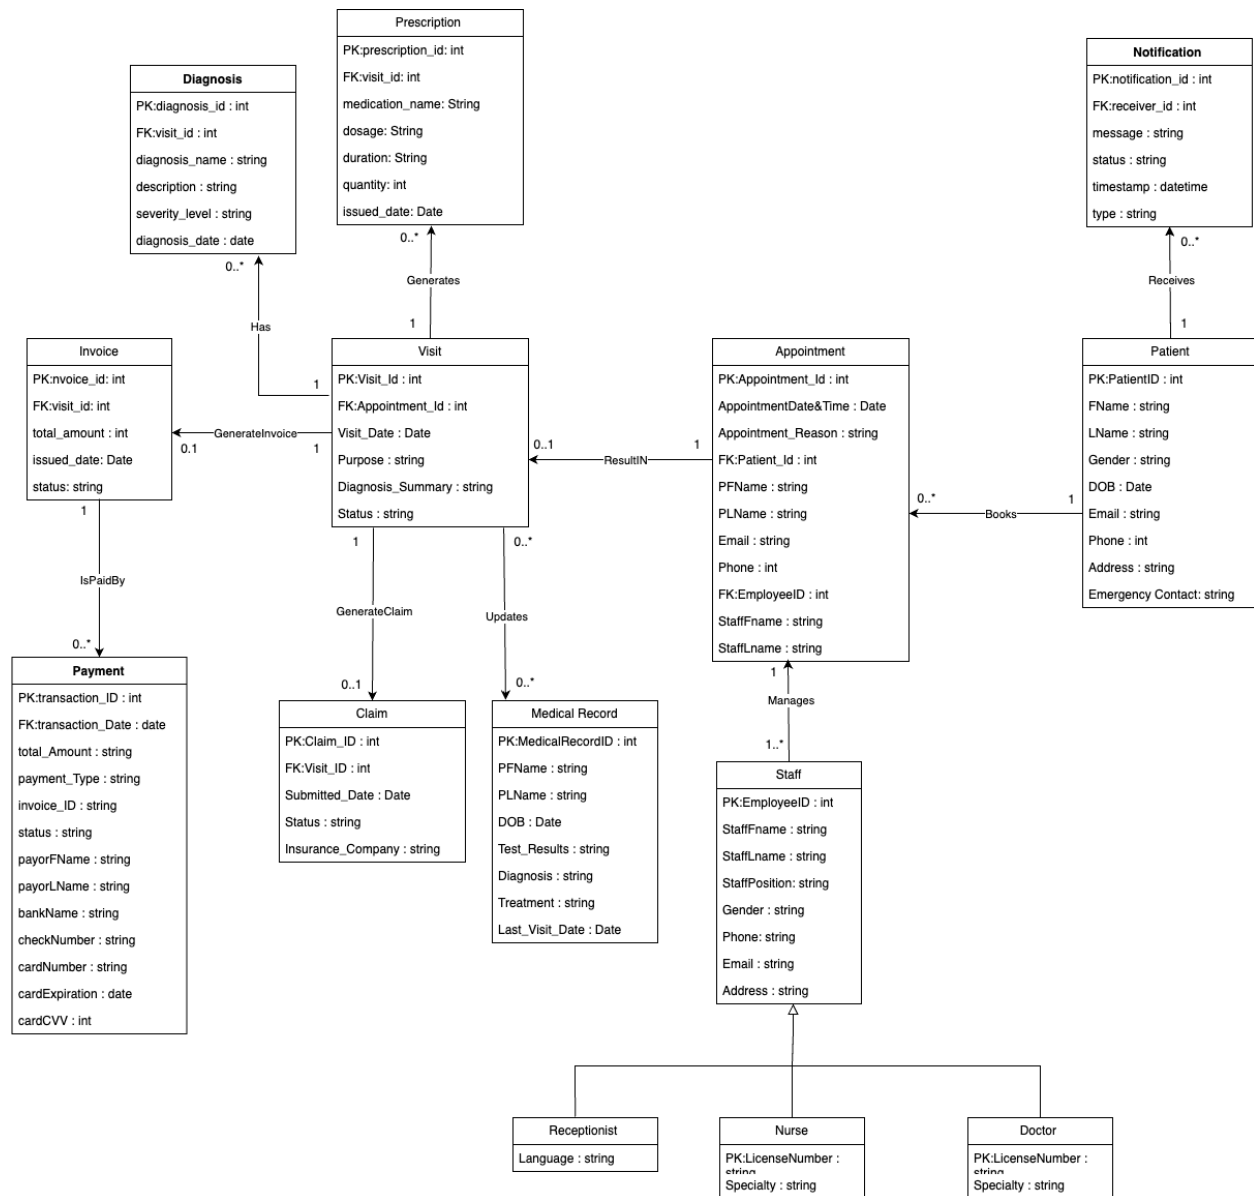 Prescription
PK:prescription_id: int
FK:visit_id: int
medication_name: String
dosage: String
duration: String
quantity: int
issued_date: Date
Notification
PK:notification_id : int
FK:receiver_id : int
message : string
status : string
timestamp : datetime
type : string
Diagnosis
PK:diagnosis_id : int
FK:visit_id : int
diagnosis_name : string
description : string
severity_level : string
diagnosis_date : date
0..*
Has
1
0..*
Generates
1
0..*
Receives
1
Invoice
PK:nvoice_id: int
FK:visit_id: int
total_amount : int
issued_date: Date
status: string
GenerateInvoice
0.1
1
Visit
PK:Visit_Id : int
FK:Appointment_Id : int
Visit_Date : Date
Purpose : string
Diagnosis_Summary : string
Status : string
0..1
ResultIN
1
Appointment
PK:Appointment_Id : int
AppointmentDate&Time : Date
Appointment_Reason : string
FK:Patient_Id : int
PFName : string
PLName : string
Email : string
Phone : int
FK:EmployeeID : int
StaffFname : string
StaffLname : string
0..*
Books
1
Patient
PK:PatientID : int
FName : string
LName : string
Gender : string
DOB : Date
Email : string
Phone : int
Address : string
Emergency Contact: string
1
IsPaidBy
0..*
1
GenerateClaim
0..1
0..*
Updates
0..*
1
Manages
1..*
Payment
PK:transaction_ID : int
FK:transaction_Date : date
total_Amount : string
payment_Type : string
invoice_ID : string
status : string
payorFName : string
payorLName : string
bankName : string
checkNumber : string
cardNumber : string
cardExpiration : date
cardCVV : int
Claim
PK:Claim_ID : int
FK:Visit_ID : int
Submitted_Date : Date
Status : string
Insurance_Company : string
Medical Record
PK:MedicalRecordID : int
PFName : string
PLName : string
DOB : Date
Test_Results : string
Diagnosis : string
Treatment : string
Last_Visit_Date : Date
Staff
PK:EmployeeID : int
StaffFname : string
StaffLname : string
StaffPosition: string
Gender : string
Phone: string
Email : string
Address : string
Receptionist
Language : string
Nurse
PK:LicenseNumber :
string
Specialty : string
Doctor
PK:LicenseNumber :
string
Specialty : string